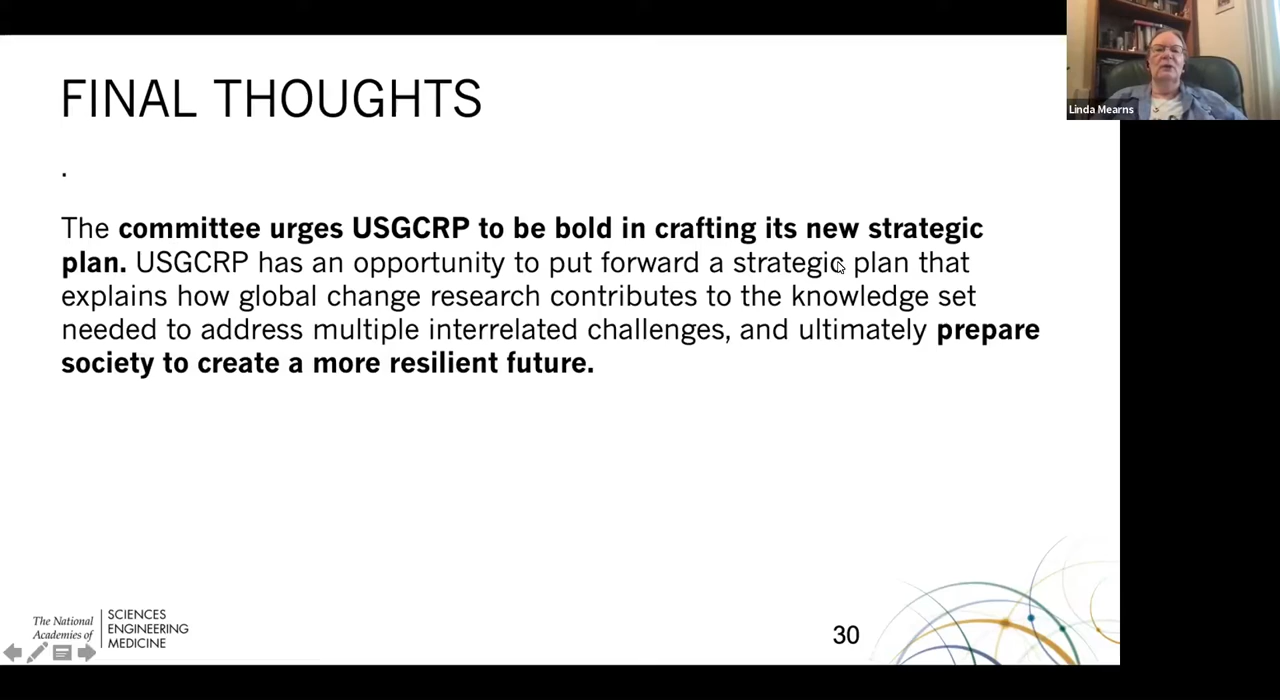 FINAL THOUGHTS
Linda Mearns
.
The committee urges USGCRP to be bold in crafting its new strategic
plan. USGCRP has an opportunity to put forward a strategic plan that
explains how global change research contributes to the knowledge set
needed to address multiple interrelated challenges, and ultimately prepare
society to create a more resilient future.
The National
Academies of
SCIENCES
ENGINEERING
MEDICINE
30